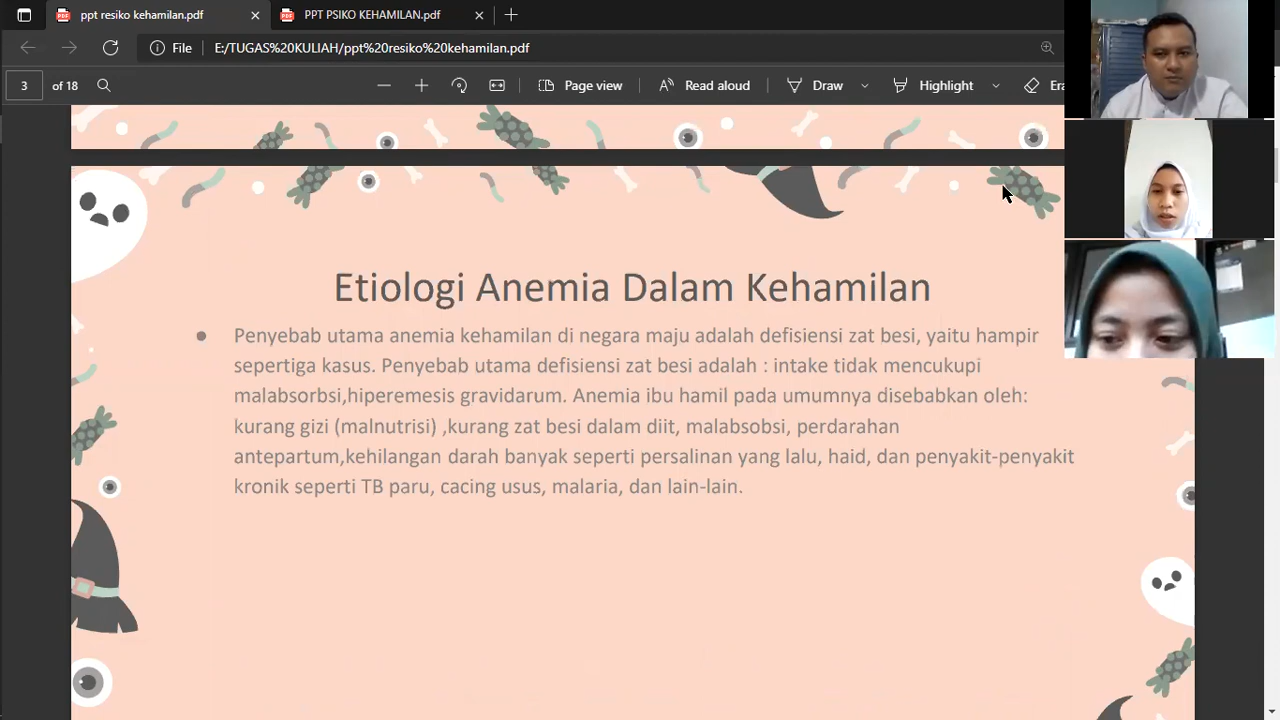 ppt resiko kehamilan.pdf
PPT PSIKO KEHAMILAN.pdf
File
E:/TUGAS%20KULIAH/ppt%20resiko%20kehamilan.pdf
3
of 18
Page view
Read aloud
Draw
Highlight
Era
Etiologi Anemia Dalam Kehamilan
● Penyebab utama anemia kehamilan di negara maju adalah defisiensi zat besi, yaitu hampir
sepertiga kasus. Penyebab utama defisiensi zat besi adalah : intake tidak mencukupi
malabsorbsi,hiperemesis gravidarum. Anemia ibu hamil pada umumnya disebabkan oleh:
kurang gizi (malnutrisi) ,kurang zat besi dalam diit, malabsobsi, perdarahan
antepartum,kehilangan darah banyak seperti persalinan yang lalu, haid, dan penyakit-penyakit
kronik seperti TB paru, cacing usus, malaria, dan lain-lain.